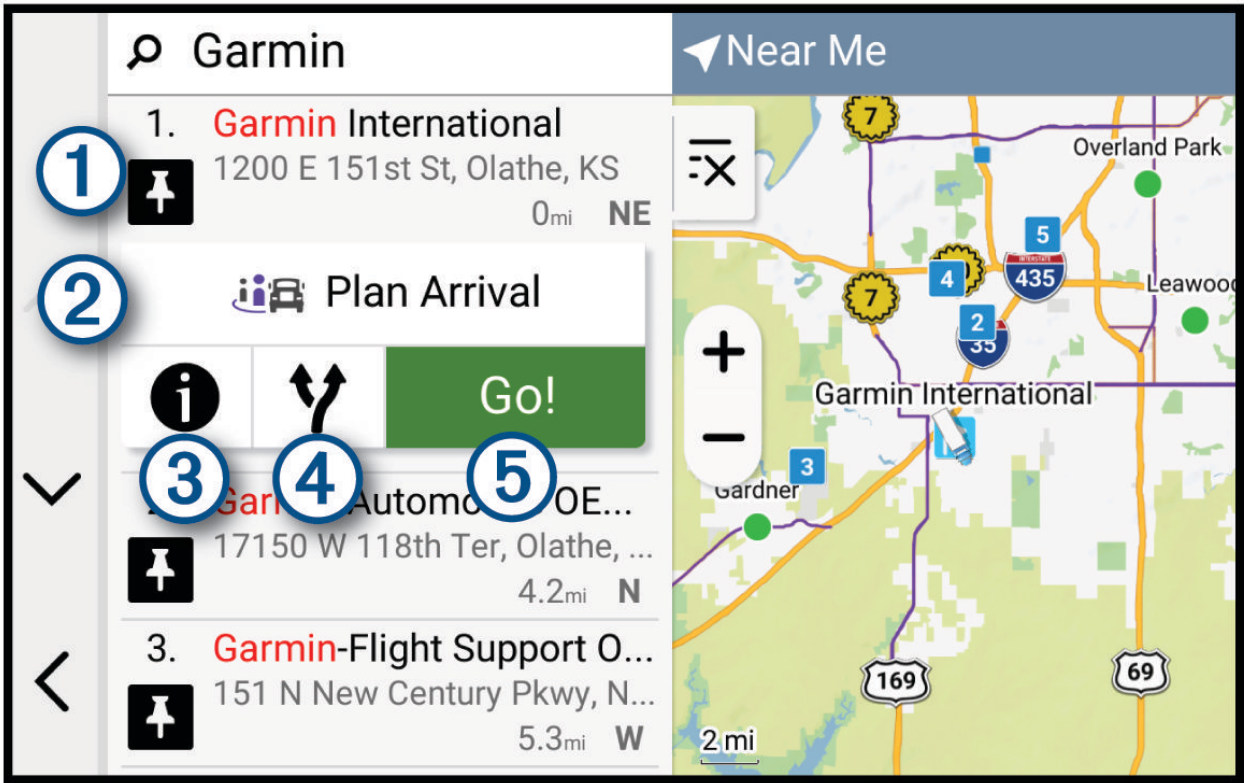 Garmin
Near Me
1. Garmin International
1200 E 151st St, Olathe, KS
0mi NE
1
2
Plan Arrival
i
Go!
3
4
5
OE...
17150 W 118th Ter, Olathe, ...
4.2mi N
3. Garmin-Flight Support O...
151 N New Century Pkwy, N...
5.3mi W
7
Overland Park
5
INTERSTATE
435
4
7
Leawood
2
35
+
−
Garmin International
3
Gardner
169
69
2 mi